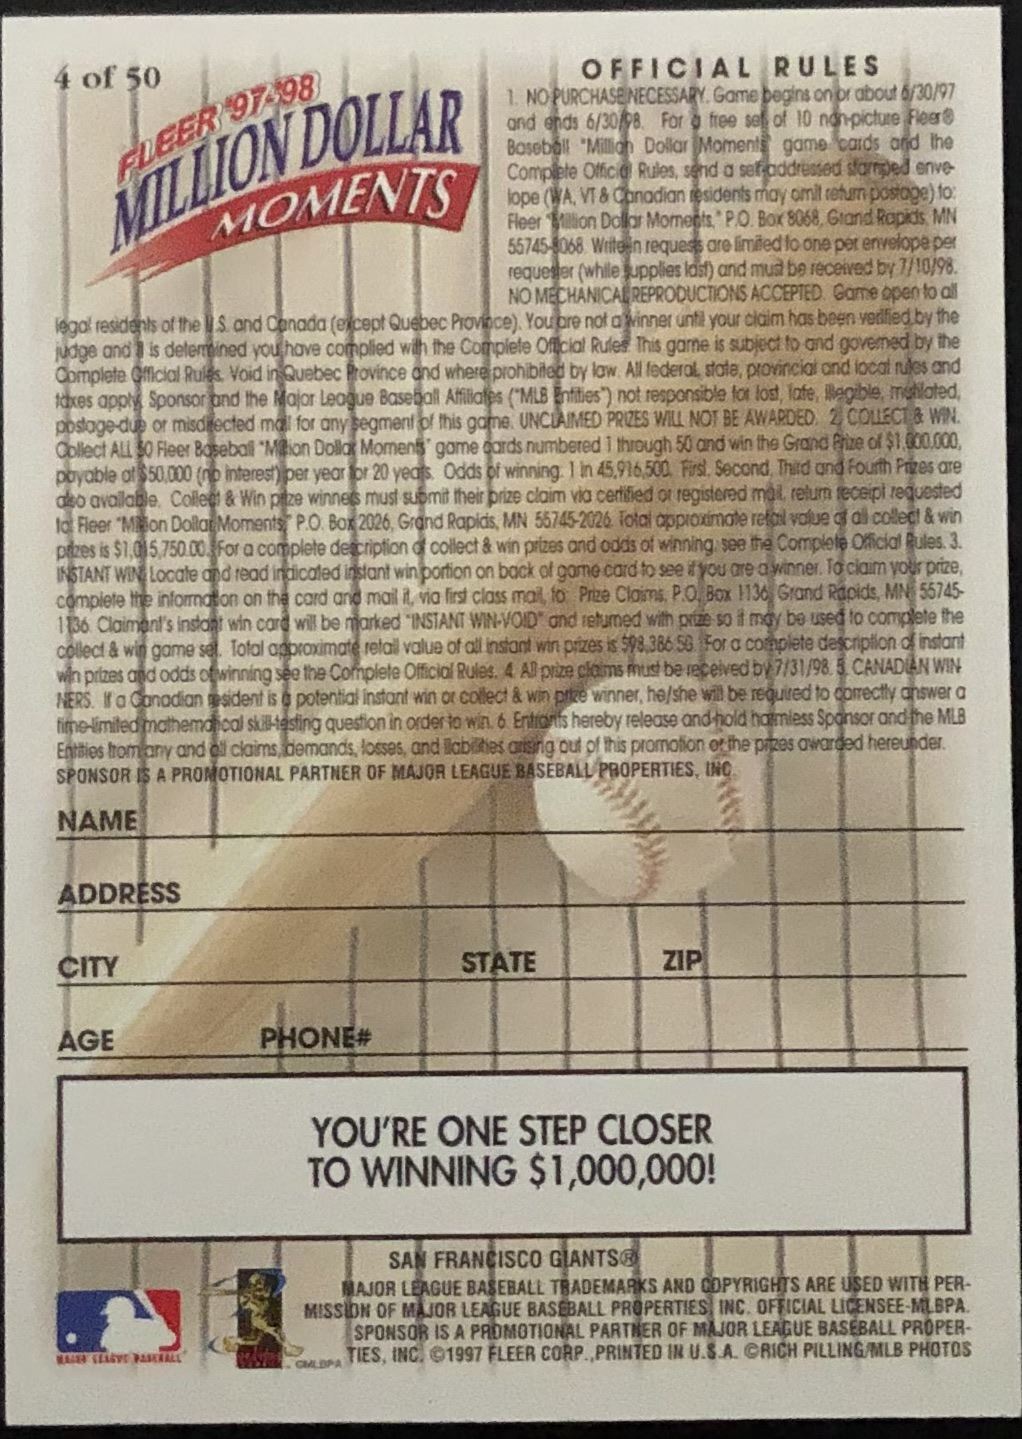 4 of 50
FLEER '97-'98
MILLION DOLLAR
MOMENTS
OFFICIAL RULES
1. NO PURCHASE NECESSARY. Game begins on or about 6/30/97
and ends 6/30/98. For a free set of 10 non-picture Fleer®
Baseball "Million Dollar Moments" game cards and the
Complete Official Rules, send a self-addressed stamped enve-
lope (WA, VT & Canadian residents may omit return postage) to:
Fleer "Million Dollar Moments," P.O. Box 8068, Grand Rapids, MN
55745-8068. Write-in requests are limited to one per envelope per
requester (while supplies last) and must be received by 7/10/98.
NO MECHANICAL REPRODUCTIONS ACCEPTED. Game open to all
legal residents of the U.S. and Canada (except Quebec Province). You are not a winner until your claim has been verified by the
judge and it is determined you have complied with the Complete Official Rules. This game is subject to and governed by the
Complete Official Rules. Void in Quebec Province and where prohibited by law. All federal, state, provincial and local rules and
taxes apply. Sponsor and the Major League Baseball Affiliates ("MLB Entities") not responsible for lost, late, illegible, mutilated,
postage-due or misdirected mail for any segment of this game. UNCLAIMED PRIZES WILL NOT BE AWARDED. 2. COLLECT & WIN.
Collect ALL 50 Fleer Baseball "Million Dollar Moments" game cards numbered 1 through 50 and win the Grand Prize of $1,000,000,
payable at $50,000 (no interest) per year for 20 years. Odds of winning: 1 in 45,916,500. First, Second, Third and Fourth Prizes are
also available. Collect & Win prize winners must submit their prize claim via certified or registered mail, return receipt requested
to: Fleer "Million Dollar Moments," P.O. Box 2026, Grand Rapids, MN 55745-2026. Total approximate retail value of all collect & win
prizes is $1,015,750.00. For a complete description of collect & win prizes and odds of winning, see the Complete Official Rules. 3.
INSTANT WIN: Locate and read indicated instant win portion on back of game card to see if you are a winner. To claim your prize,
complete the information on the card and mail it, via first class mail, to: Prize Claims, P.O. Box 1136, Grand Rapids, MN 55745-
1136. Claimant's instant win card will be marked "INSTANT WIN-VOID" and returned with prize so it may be used to complete the
collect & win game set. Total approximate retail value of all instant win prizes is $98,386.50. For a complete description of instant
win prizes and odds of winning see the Complete Official Rules. 4. All prize claims must be received by 7/31/98. 5. CANADIAN WIN-
NERS. If a Canadian resident is a potential instant win or collect & win prize winner, he/she will be required to correctly answer a
time-limited mathematical skill-testing question in order to win. 6. Entrants hereby release and hold harmless Sponsor and the MLB
Entities from any and all claims, demands, losses, and liabilities arising out of this promotion or the prizes awarded hereunder.
SPONSOR IS A PROMOTIONAL PARTNER OF MAJOR LEAGUE BASEBALL PROPERTIES, INC.
NAME
ADDRESS
CITY STATE ZIP
AGE PHONE#
YOU'RE ONE STEP CLOSER
TO WINNING $1,000,000!
SAN FRANCISCO GIANTS®
MAJOR LEAGUE BASEBALL TRADEMARKS AND COPYRIGHTS ARE USED WITH PER-
MISSION OF MAJOR LEAGUE BASEBALL PROPERTIES, INC. OFFICIAL LICENSEE-MLBPA.
SPONSOR IS A PROMOTIONAL PARTNER OF MAJOR LEAGUE BASEBALL PROPER-
TIES, INC. ©1997 FLEER CORP., PRINTED IN U.S.A. ©RICH PILLING/MLB PHOTOS
MAJOR LEAGUE BASEBALL
©MLBPA